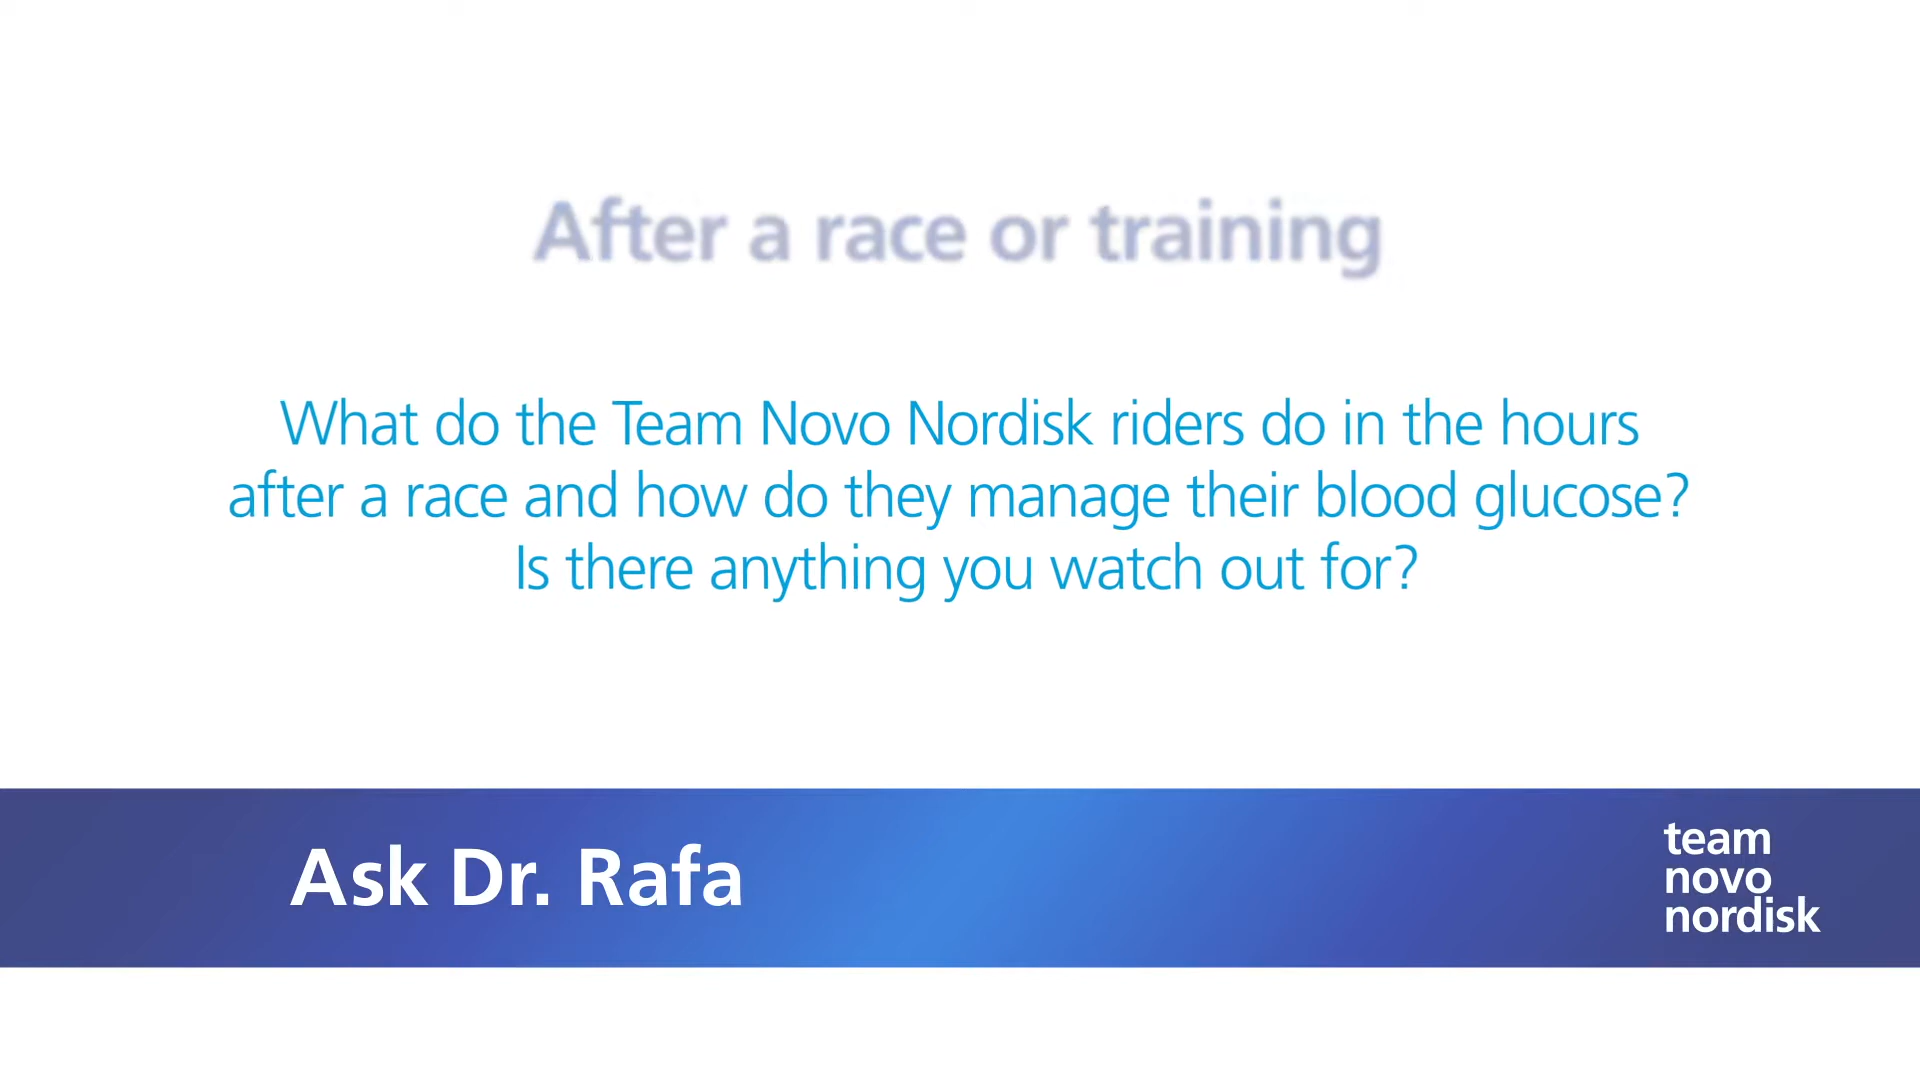 After a race or training
What do the Team Novo Nordisk riders do in the hours
after a race and how do they manage their blood glucose?
Is there anything you watch out for?
Ask Dr. Rafa
team
novo
nordisk